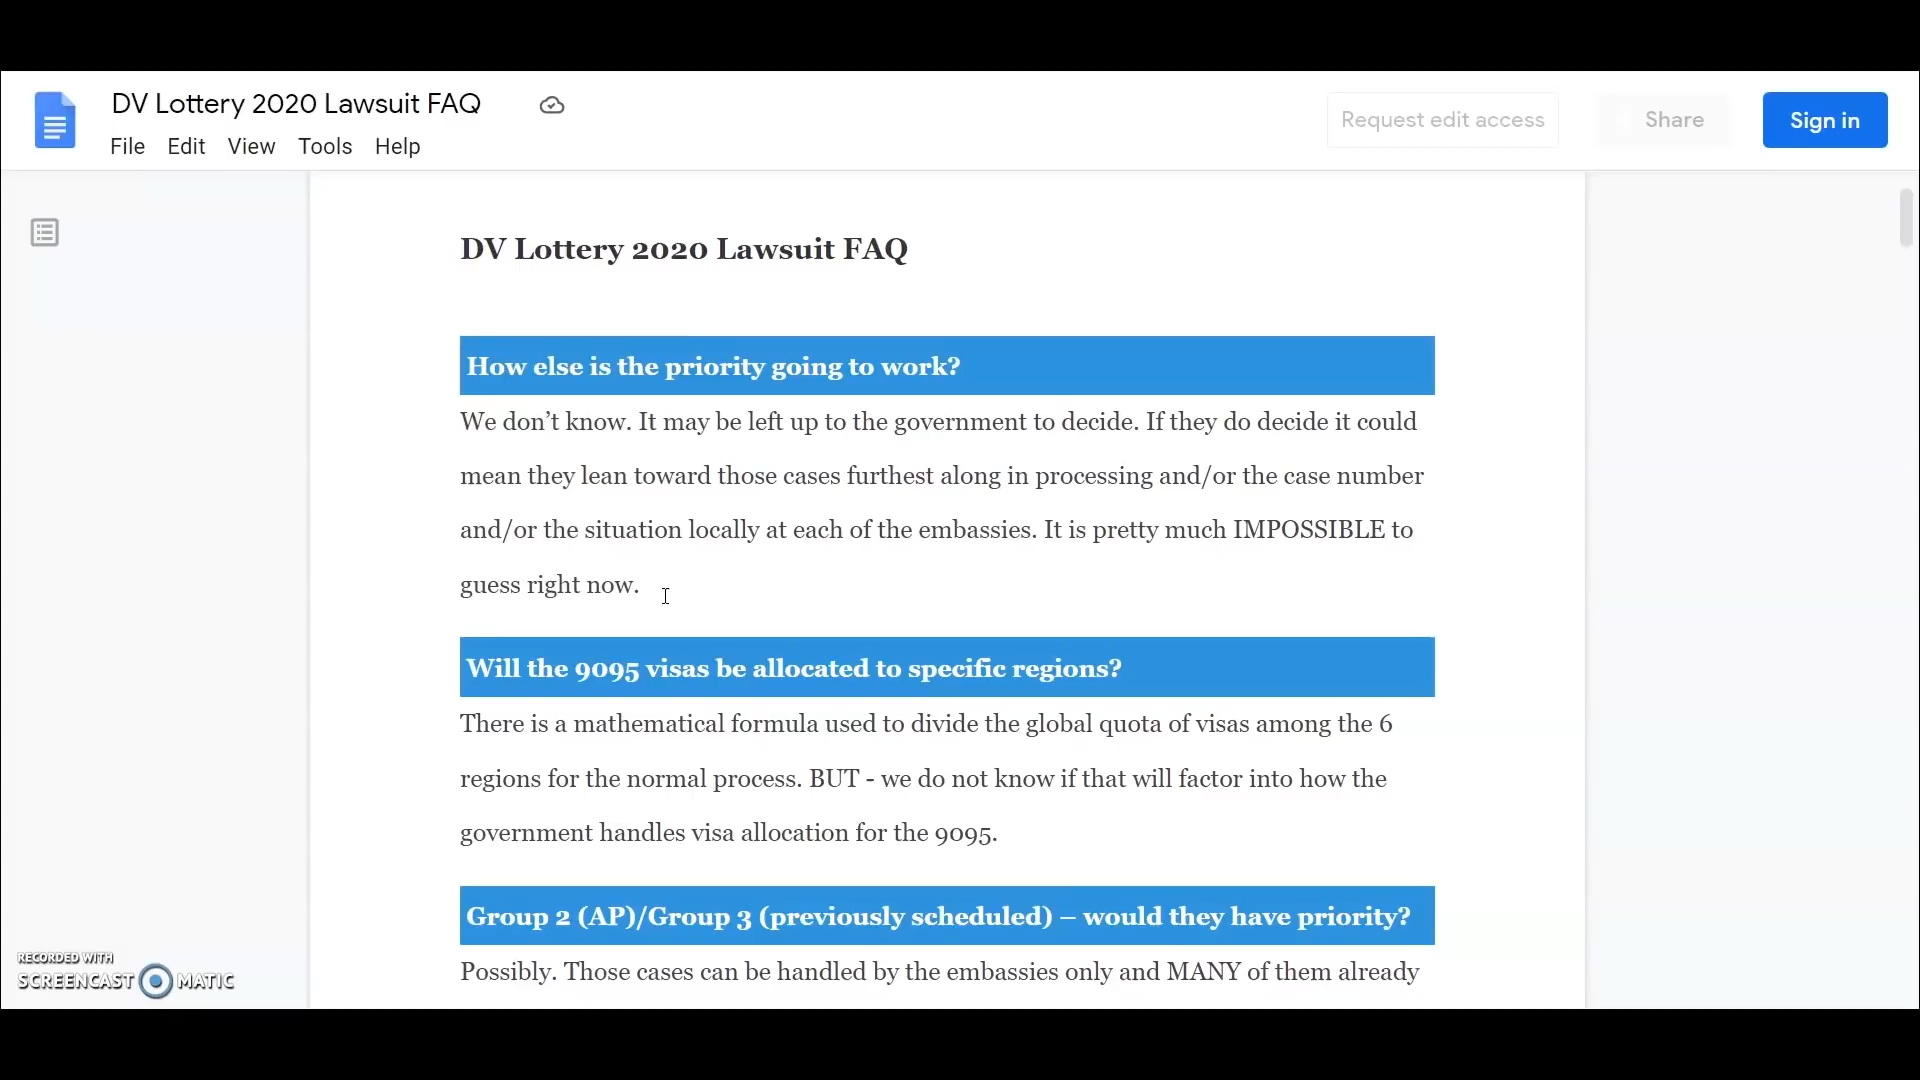 DV Lottery 2020 Lawsuit FAQ
File Edit View Tools Help
Request edit access
Share
Sign in
DV Lottery 2020 Lawsuit FAQ
How else is the priority going to work?
We don’t know. It may be left up to the government to decide. If they do decide it could
mean they lean toward those cases furthest along in processing and/or the case number
and/or the situation locally at each of the embassies. It is pretty much IMPOSSIBLE to
guess right now.
Will the 9095 visas be allocated to specific regions?
There is a mathematical formula used to divide the global quota of visas among the 6
regions for the normal process. BUT - we do not know if that will factor into how the
government handles visa allocation for the 9095.
Group 2 (AP)/Group 3 (previously scheduled) – would they have priority?
Possibly. Those cases can be handled by the embassies only and MANY of them already
RECORDED WITH
SCREENCAST MATIC